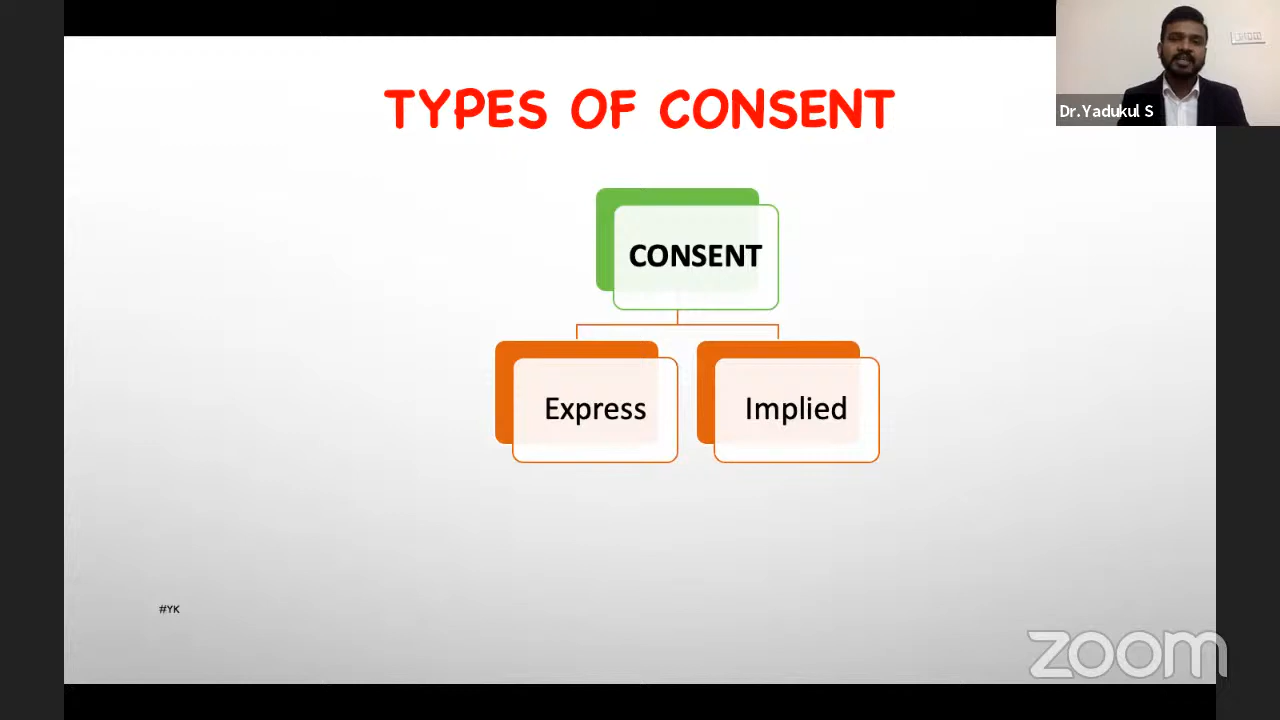 TYPES OF CONSENT
Dr.Yadukul S
CONSENT
Express
Implied
#YK
zoom